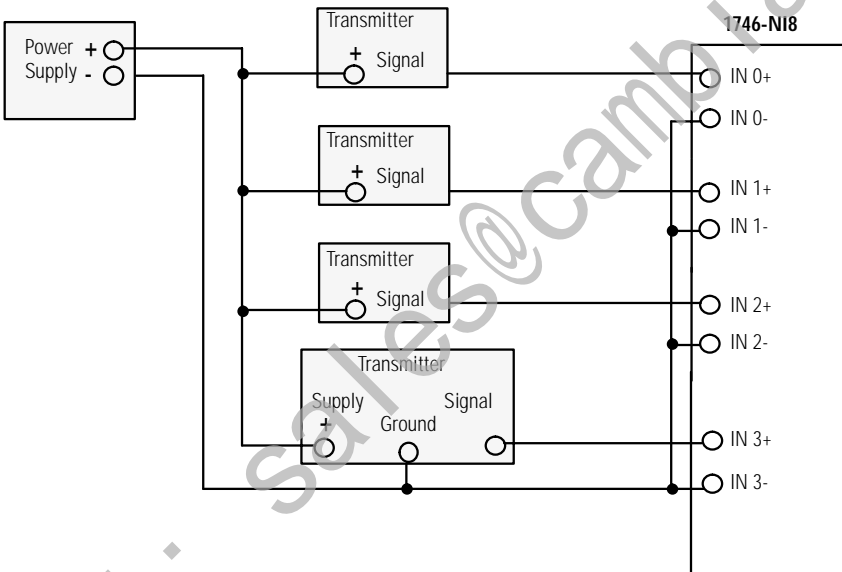 1746-NI8
Transmitter
+ Signal
Power +
Supply -
IN 0+
IN 0-
Transmitter
+ Signal
IN 1+
IN 1-
Transmitter
+ Signal
IN 2+
IN 2-
Transmitter
Supply Signal
+ Ground
IN 3+
IN 3-
. sales@cambia